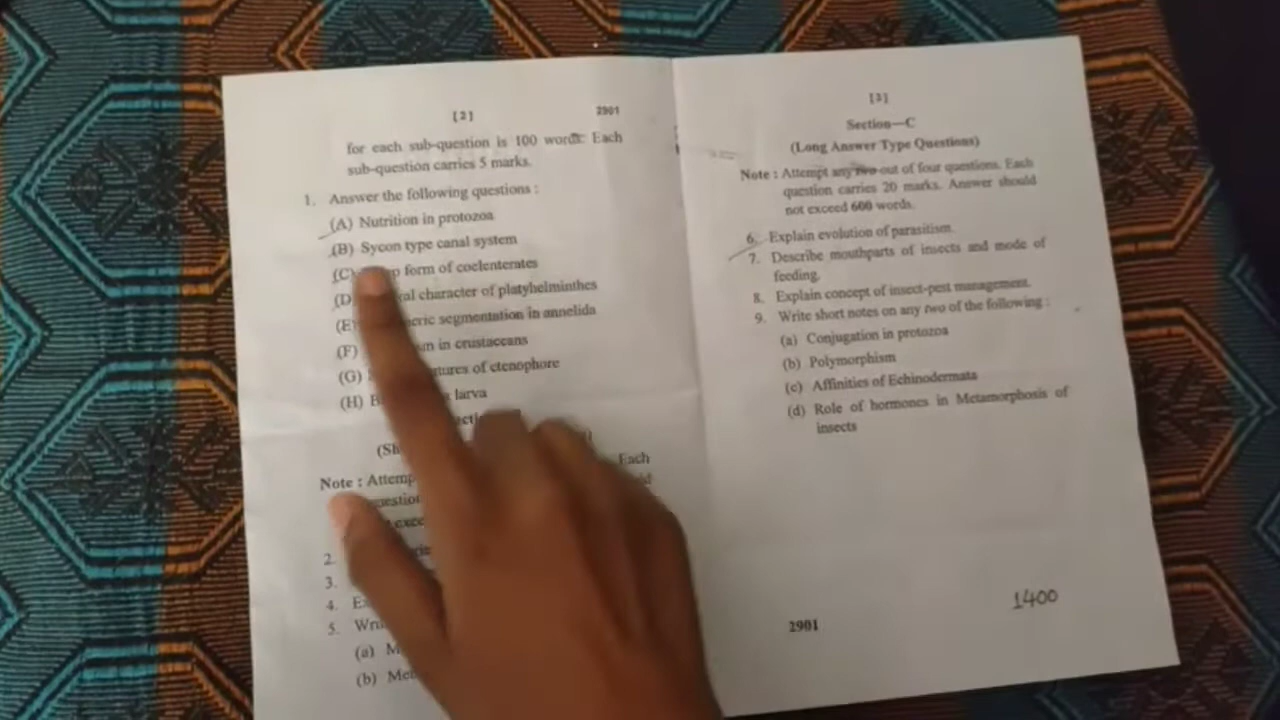 [2]
2901
for each sub-question is 100 words. Each
sub-question carries 5 marks.
1. Answer the following questions :
(A) Nutrition in protozoa
(B) Sycon type canal system
(C) form of coelenterates
(D character of platyhelminthes
(E) segmentation in annelida
(F) in crustaceans
(G) of ctenophore
(H) larva
(Sh
Note : Attemp Each
2.
3.
4. Ex
5.
(a) M
(b)
[3]
Section—C
(Long Answer Type Questions)
Note : Attempt any two out of four questions. Each
question carries 20 marks. Answer should
not exceed 600 words.
6. Explain evolution of parasitism.
7. Describe mouthparts of insects and mode of
feeding.
8. Explain concept of insect-pest management.
9. Write short notes on any two of the following :
(a) Conjugation in protozoa
(b) Polymorphism
(c) Affinities of Echinodermata
(d) Role of hormones in Metamorphosis of
insects
2901
1400